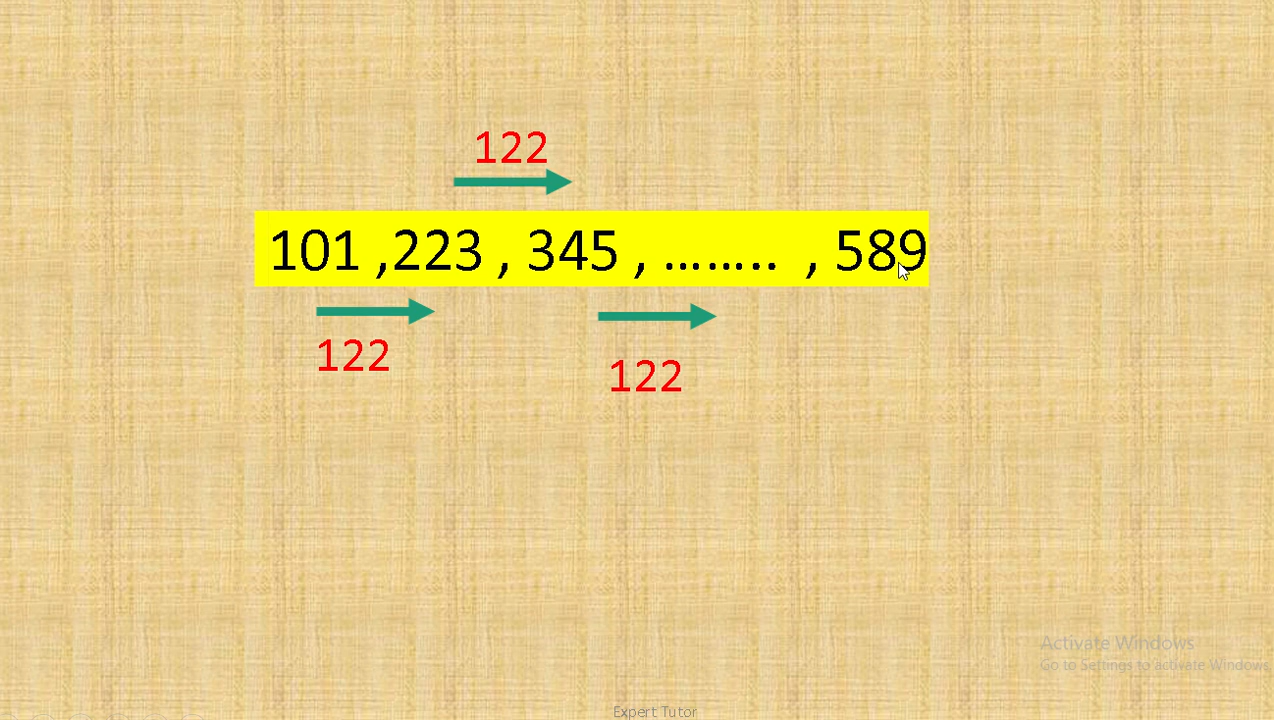 122
101 ,223 , 345 , …….. , 589
122
122
Activate Windows
Go to Settings to activate Windows.
Expert Tutor